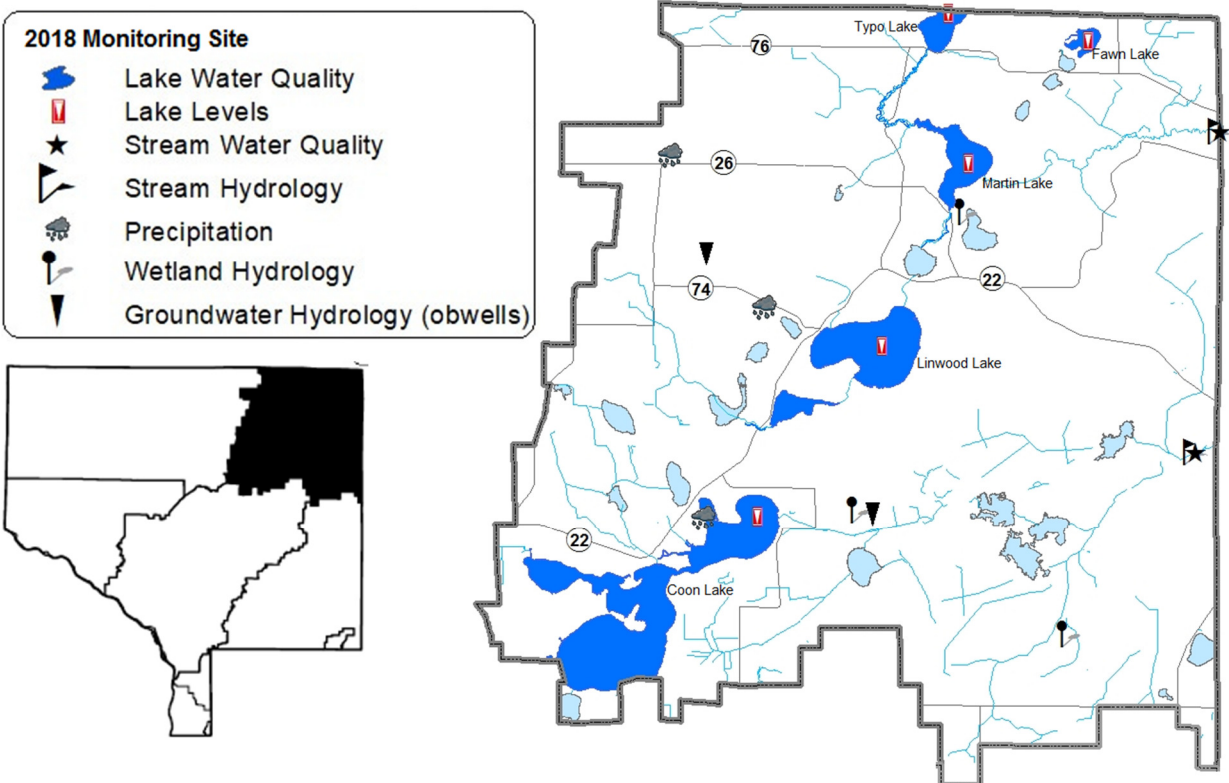 2018 Monitoring Site
Lake Water Quality
Lake Levels
Stream Water Quality
Stream Hydrology
Precipitation
Wetland Hydrology
Groundwater Hydrology (obwells)
Typo Lake
76
Fawn Lake
26
Martin Lake
74
22
Linwood Lake
22
Coon Lake